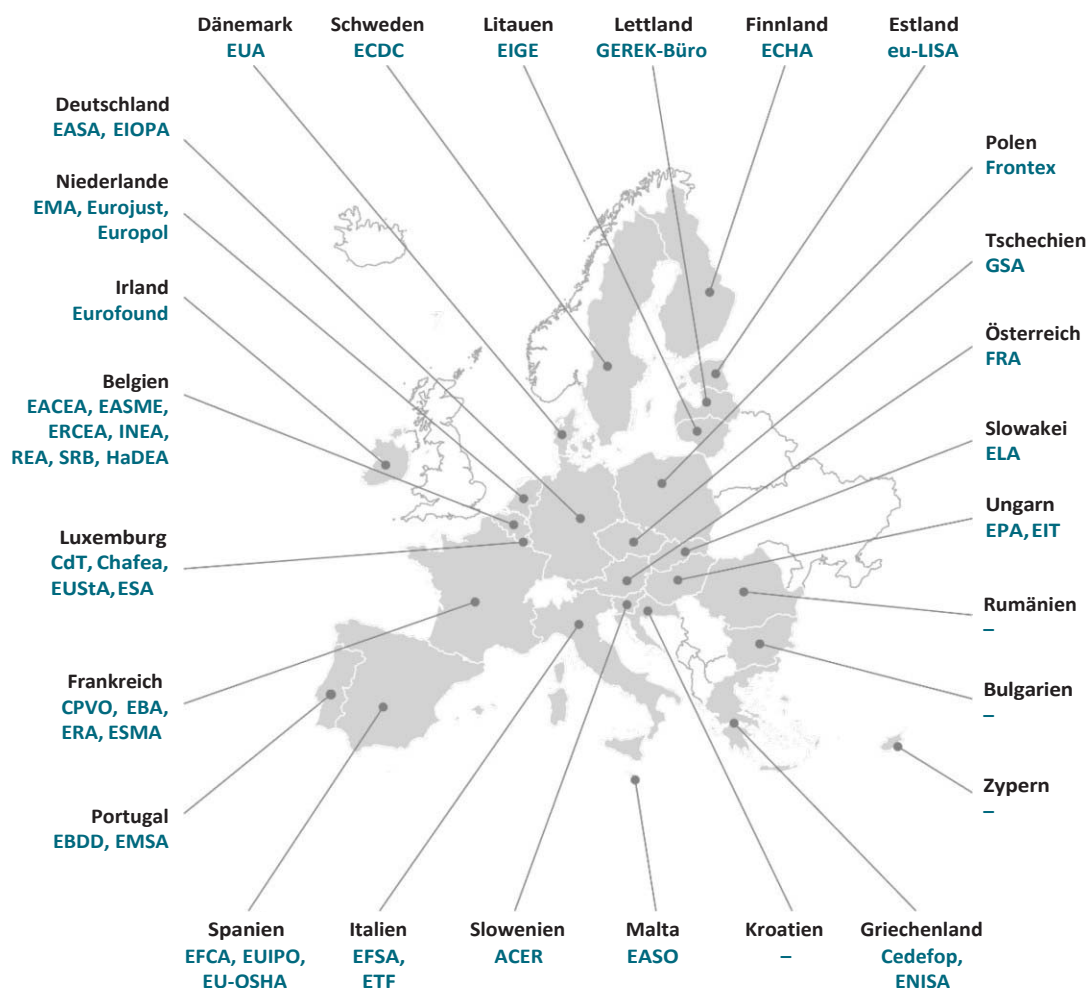 Dänemark
EUA
Schweden
ECDC
Litauen
EIGE
Lettland
GEREK-Büro
Finnland
ECHA
Estland
eu-LISA
Deutschland
EASA, EIOPA
Niederlande
EMA, Eurojust,
Europol
Irland
Eurofound
Belgien
EACEA, EASME,
ERCEA, INEA,
REA, SRB, HaDEA
Luxemburg
CdT, Chafea,
EUStA, ESA
Frankreich
CPVO, EBA,
ERA, ESMA
Portugal
EBDD, EMSA
Polen
Frontex
Tschechien
GSA
Österreich
FRA
Slowakei
ELA
Ungarn
EPA, EIT
Rumänien
–
Bulgarien
–
Zypern
–
Spanien
EFCA, EUIPO,
EU-OSHA
Italien
EFSA,
ETF
Slowenien
ACER
Malta
EASO
Kroatien
–
Griechenland
Cedefop,
ENISA